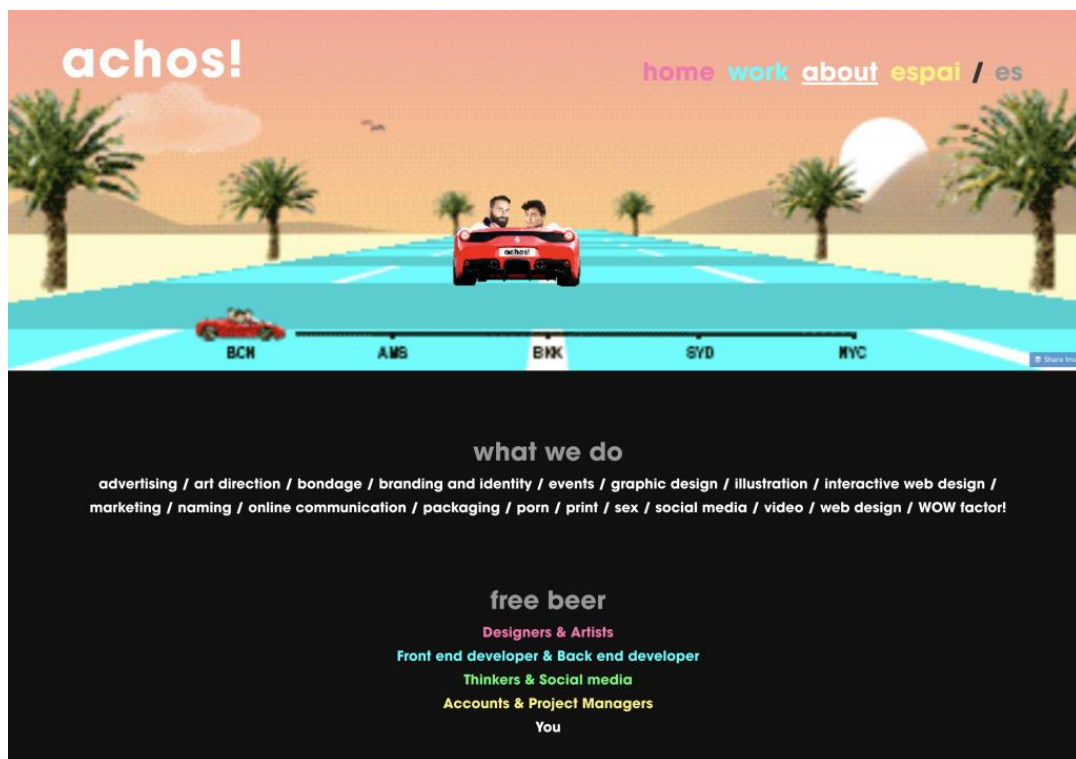 achos!
home work about espai / es
achos!
BCN AMS BKK SYD NYC
Share Ima
what we do
advertising / art direction / bondage / branding and identity / events / graphic design / illustration / interactive web design /
marketing / naming / online communication / packaging / porn / print / sex / social media / video / web design / WOW factor!
free beer
Designers & Artists
Front end developer & Back end developer
Thinkers & Social media
Accounts & Project Managers
You